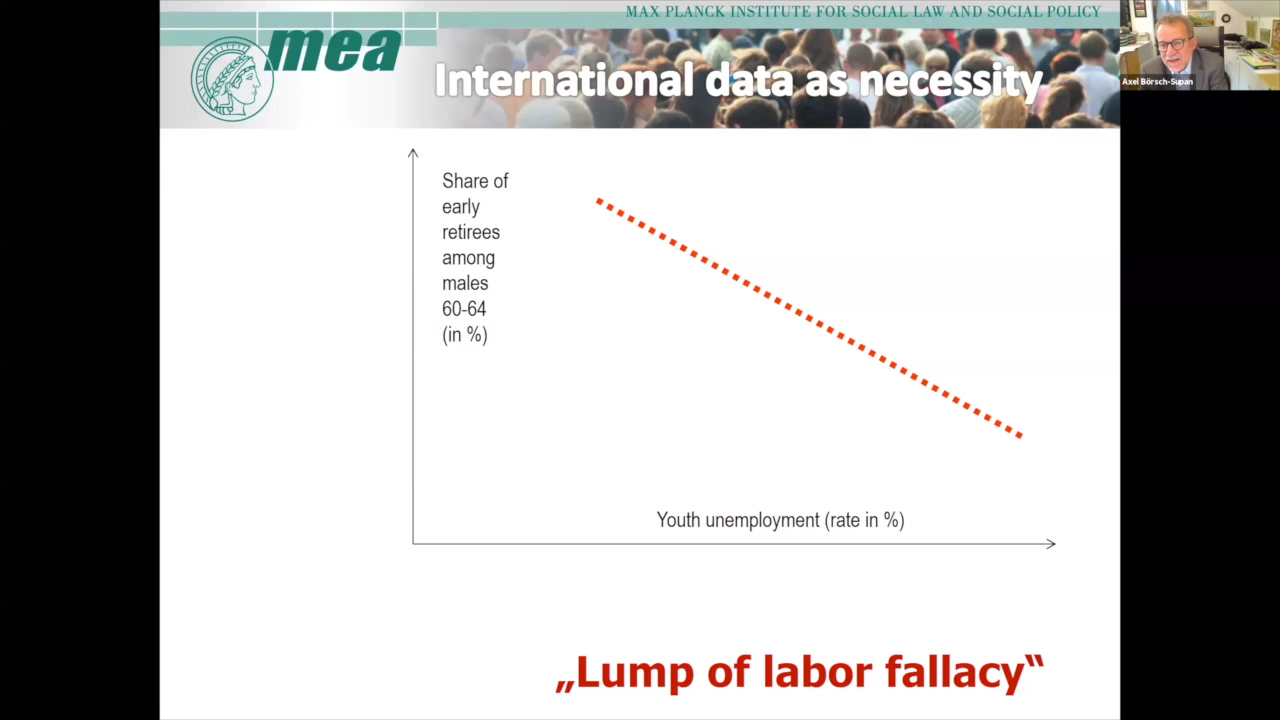 MAX PLANCK INSTITUTE FOR SOCIAL LAW AND SOCIAL POLICY
mea
International data as necessity
Axel Börsch-Supan
Share of
early
retirees
among
males
60-64
(in %)
Youth unemployment (rate in %)
„Lump of labor fallacy“